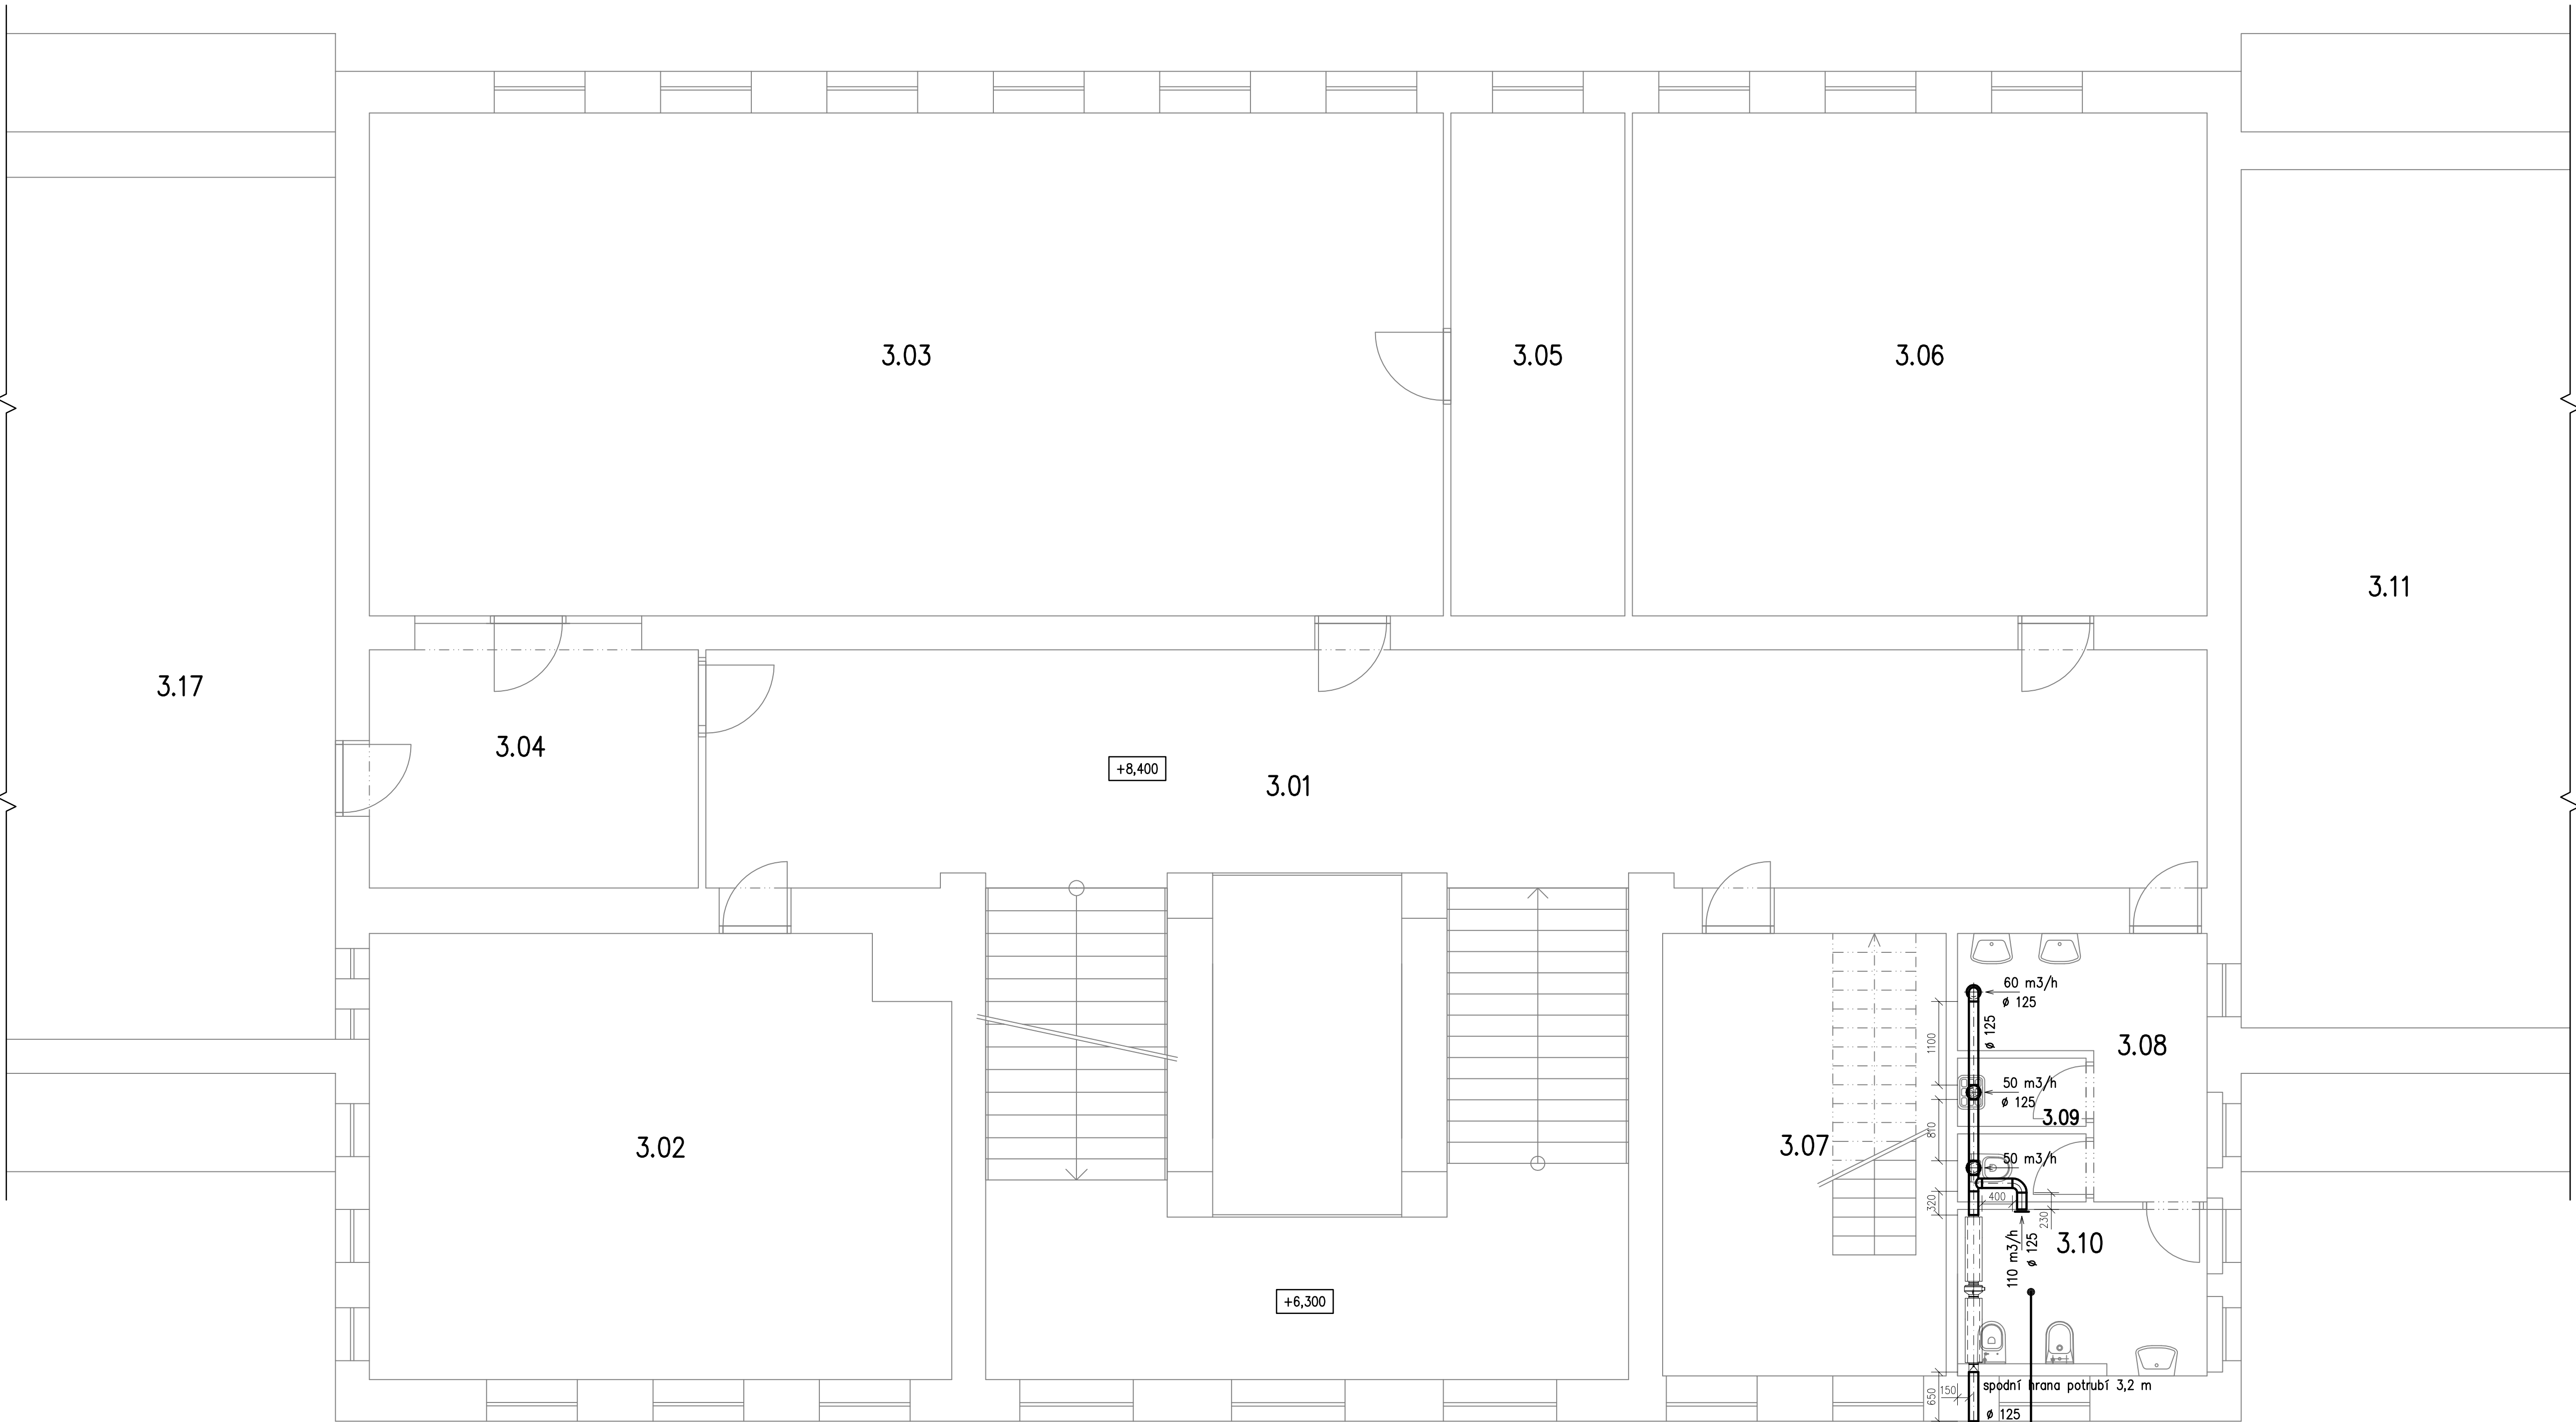 3.03
3.05
3.06
3.11
3.17
3.04
+8,400
3.01
60 m3/h
ø 125
ø 125
1100
3.08
50 m3/h
ø 125
3.09
810
3.02
3.07
50 m3/h
400
320
230
3.10
110 m3/h
ø 125
+6,300
spodní hrana potrubí 3,2 m
150
650
ø 125